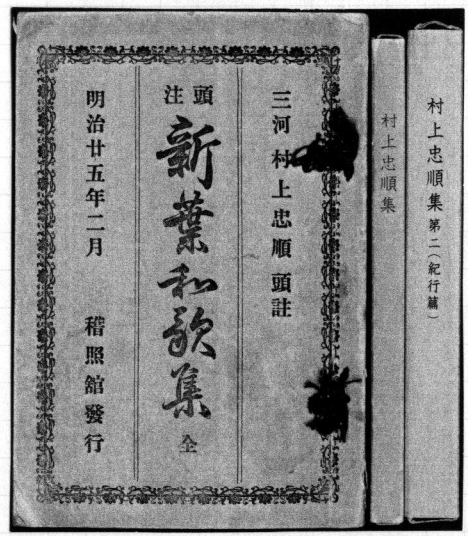 三河 村上忠順 頭註
頭注
新葉和歌集 全
明治廿五年二月 稽照館發行
村上忠順集
村上忠順集 第二（紀行篇）